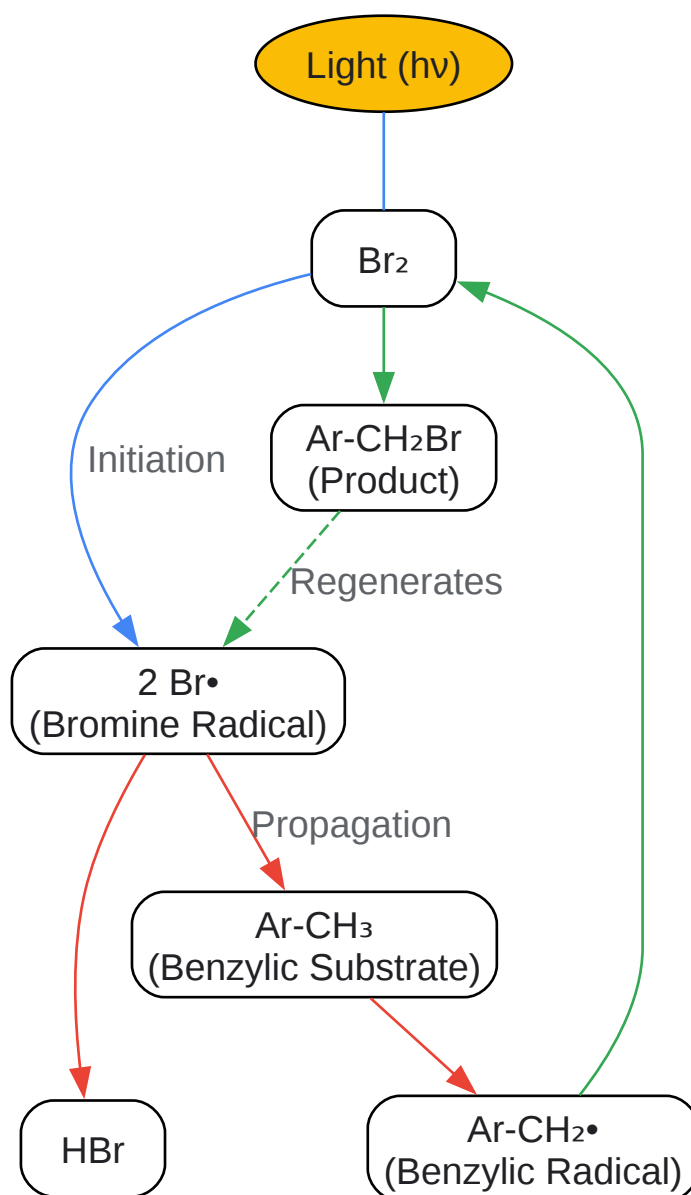 Light (hν)
Br₂
Ar-CH₂Br
(Product)
Initiation
Regenerates
2 Br•
(Bromine Radical)
Propagation
Ar-CH₃
(Benzylic Substrate)
HBr
Ar-CH₂•
(Benzylic Radical)